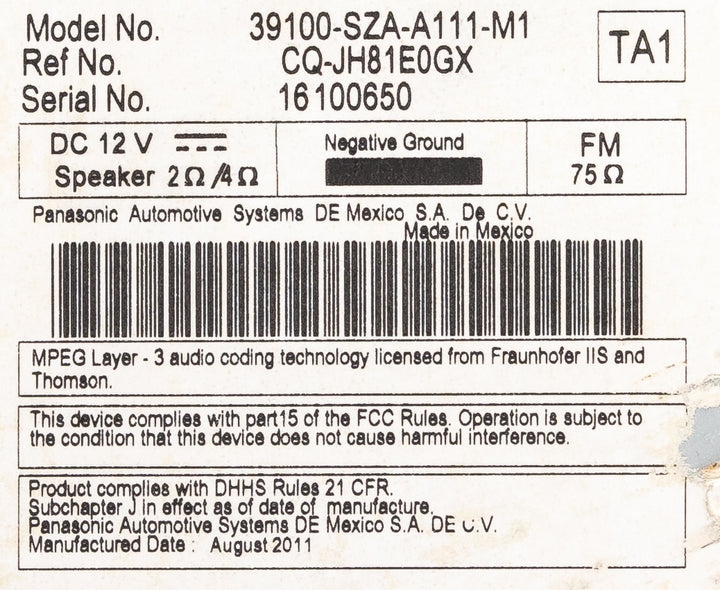 Model No. 39100-SZA-A111-M1
Ref No. CQ-JH81E0GX
Serial No. 16100650
TA1
DC 12 V
Speaker 2Ω/4Ω
Negative Ground
FM
75Ω
Panasonic Automotive Systems DE Mexico S.A. De C.V.
Made in Mexico
MPEG Layer - 3 audio coding technology licensed from Fraunhofer IIS and
Thomson.
This device complies with part15 of the FCC Rules. Operation is subject to
the condition that this device does not cause harmful interference.
Product complies with DHHS Rules 21 CFR.
Subchapter J in effect as of date of manufacture.
Panasonic Automotive Systems DE Mexico S.A. DE C.V.
Manufactured Date : August 2011